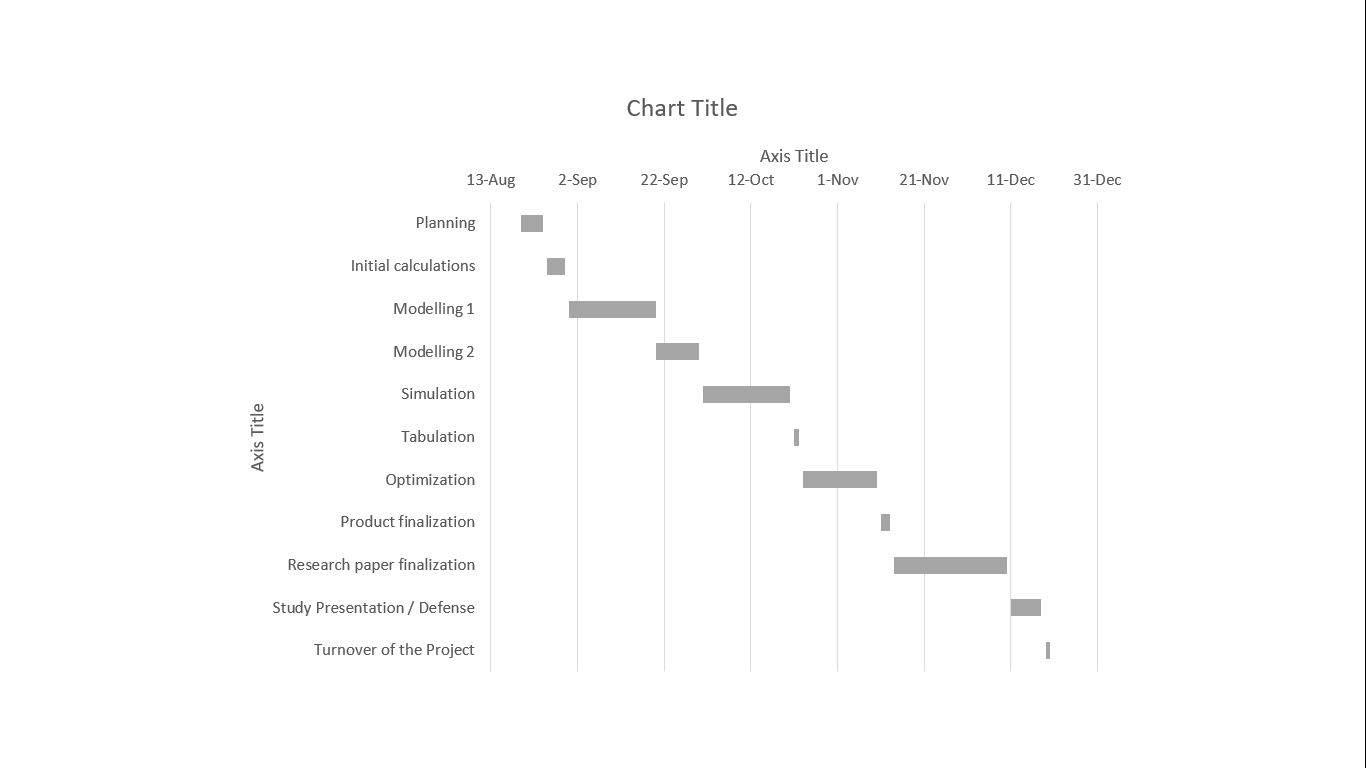 Chart Title
Axis Title
13-Aug 2-Sep 22-Sep 12-Oct 1-Nov 21-Nov 11-Dec 31-Dec
Planning
Initial calculations
Modelling 1
Modelling 2
Simulation
Axis Title
Tabulation
Optimization
Product finalization
Research paper finalization
Study Presentation / Defense
Turnover of the Project